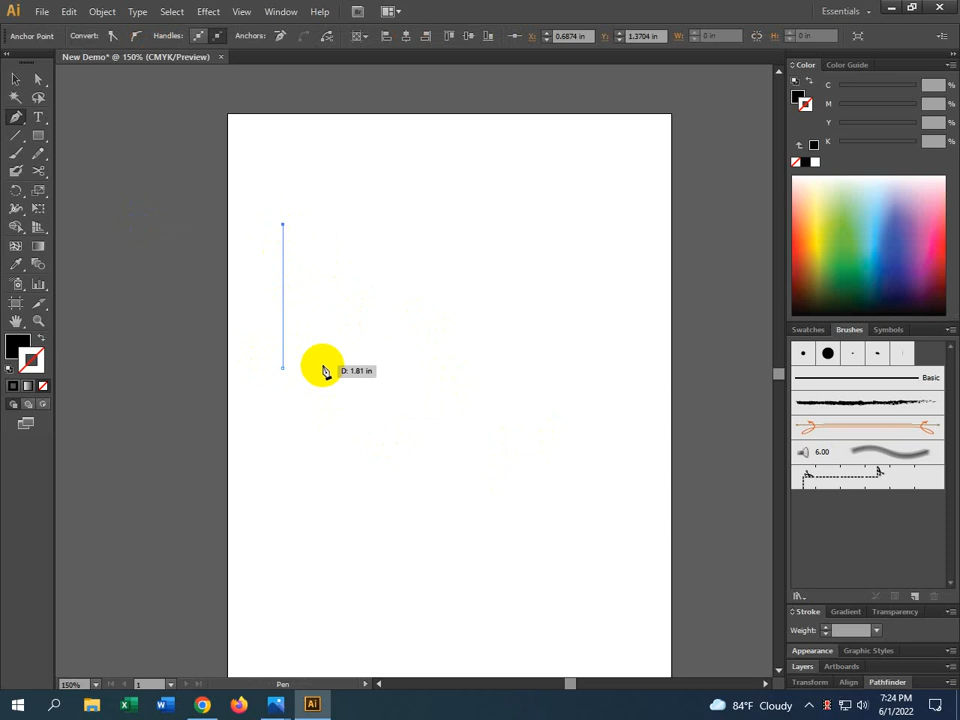 Ai File Edit Object Type Select Effect View Window Help Br Essentials
Anchor Point Convert: Handles: Anchors: X: 0.6874 in Y: 1.3704 in W: 0 in H: 0 in
New Demo* @ 150% (CMYK/Preview) ×
Color Color Guide
C %
M %
Y %
K %
T
D: 1.81 in
Swatches Brushes Symbols
Basic
6.00
Stroke Gradient Transparency
Weight:
Appearance Graphic Styles
Layers Artboards
Transform Align Pathfinder
150% 1 Pen
84°F Cloudy
7:24 PM
6/1/2022